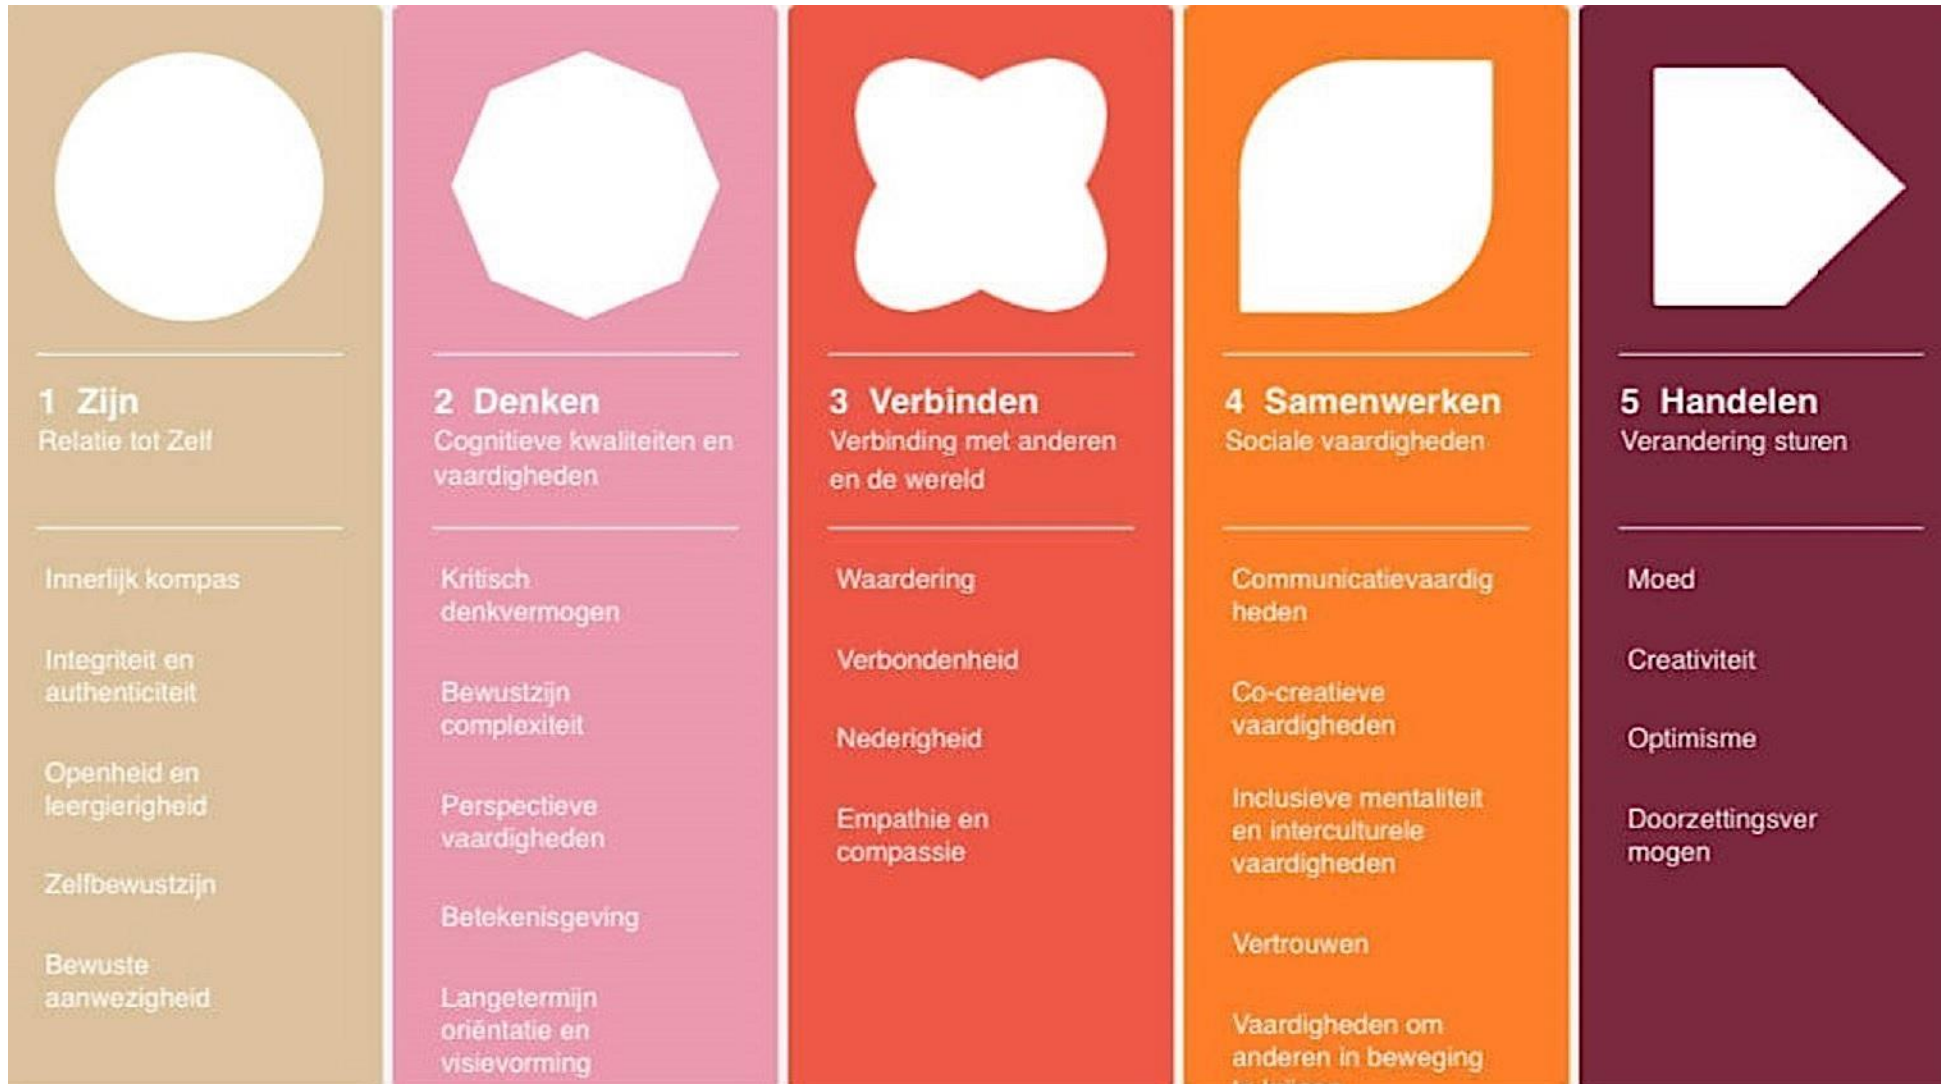 1 Zijn
Relatie tot Zelf
Innerlijk kompas
Integriteit en
authenticiteit
Openheid en
leergierigheid
Zelfbewustzijn
Bewuste
aanwezigheid
2 Denken
Cognitieve kwaliteiten en
vaardigheden
Kritisch
denkvermogen
Bewustzijn
complexiteit
Perspectieve
vaardigheden
Betekenisgeving
Langetermijn
oriëntatie en
visievorming
3 Verbinden
Verbinding met anderen
en de wereld
Waardering
Verbondenheid
Nederigheid
Empathie en
compassie
4 Samenwerken
Sociale vaardigheden
Communicatievaardig
heden
Co-creatieve
vaardigheden
Inclusieve mentaliteit
en interculturele
vaardigheden
Vertrouwen
Vaardigheden om
anderen in beweging
5 Handelen
Verandering sturen
Moed
Creativiteit
Optimisme
Doorzettingsver
mogen